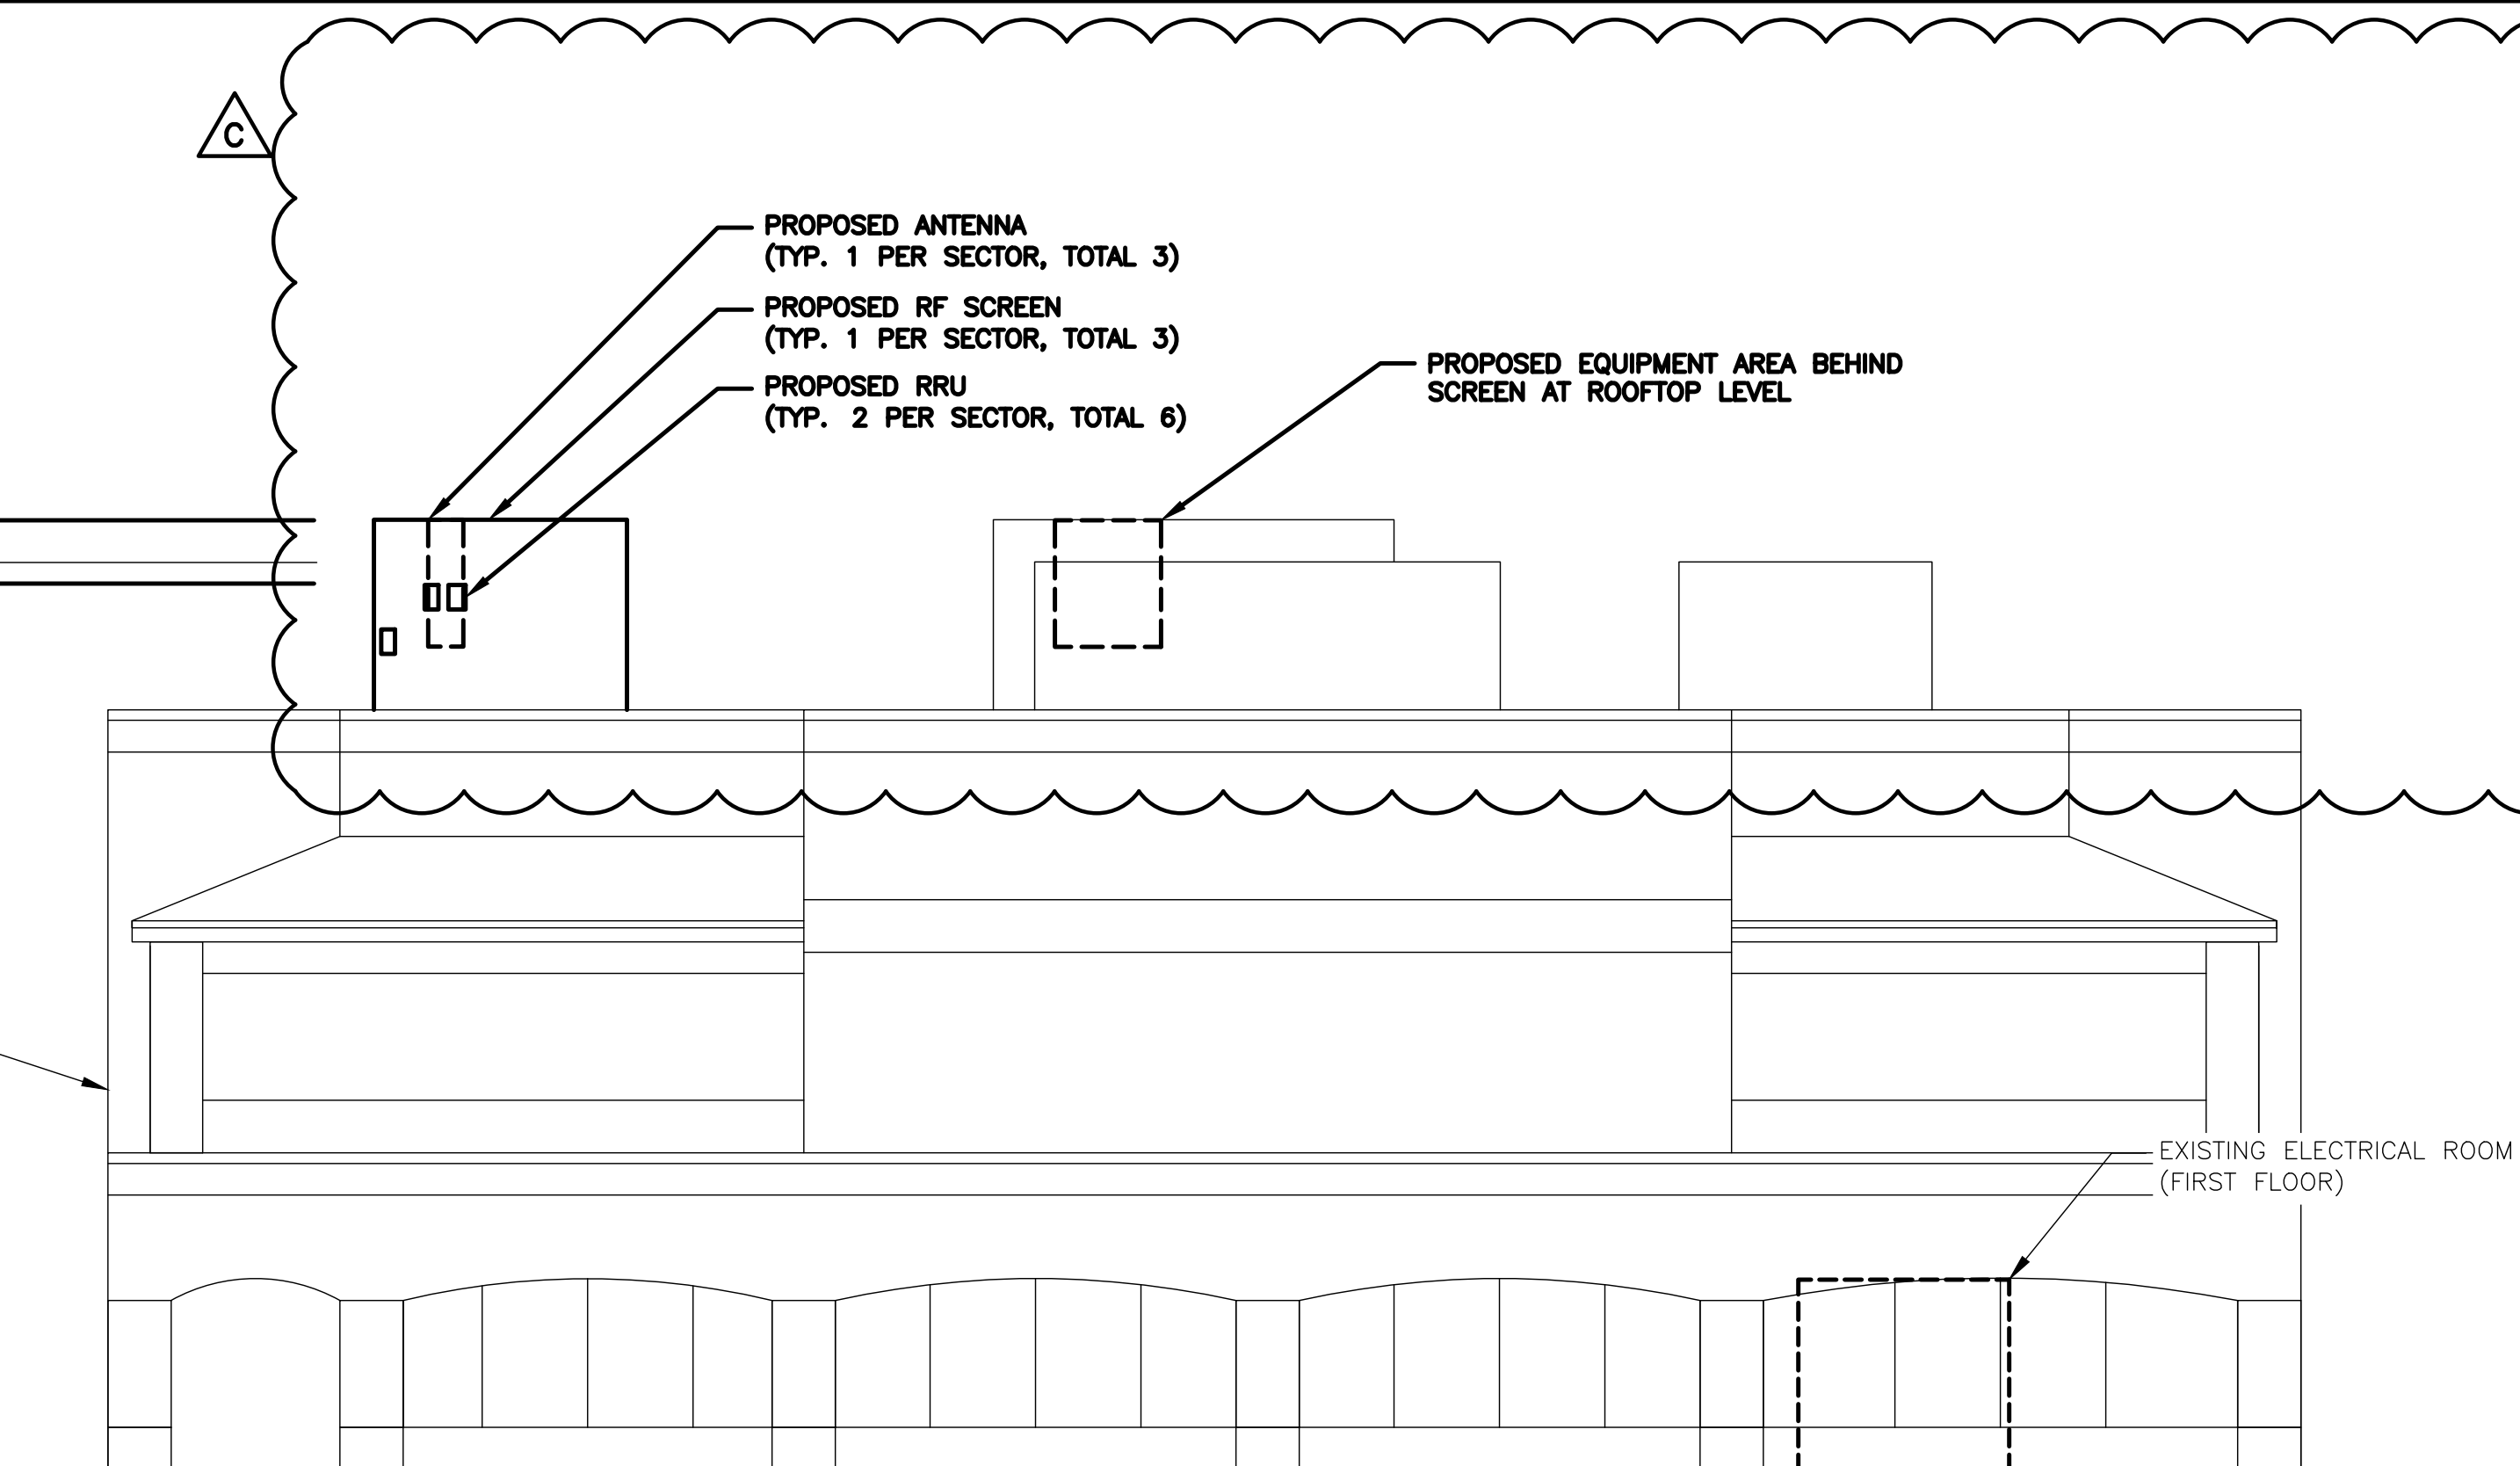 C
PROPOSED ANTENNA
(TYP. 1 PER SECTOR, TOTAL 3)
PROPOSED RF SCREEN
(TYP. 1 PER SECTOR, TOTAL 3)
PROPOSED RRU
(TYP. 2 PER SECTOR, TOTAL 6)
PROPOSED EQUIPMENT AREA BEHIND
SCREEN AT ROOFTOP LEVEL
EXISTING ELECTRICAL ROOM
(FIRST FLOOR)